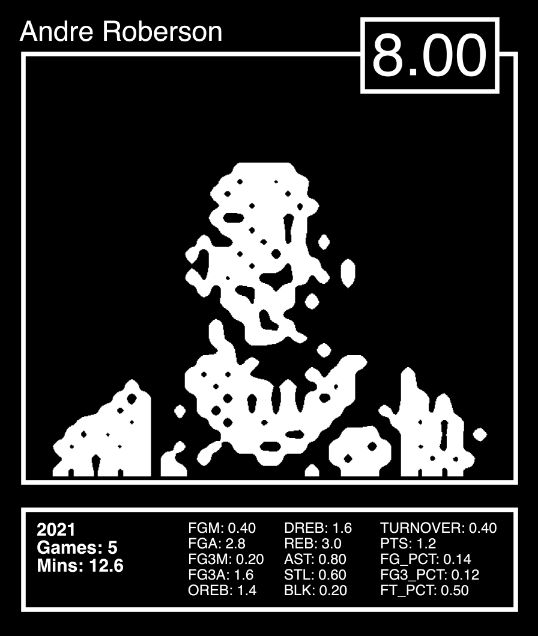 Andre Roberson
8.00
2021
Games: 5
Mins: 12.6
FGM: 0.40
FGA: 2.8
FG3M: 0.20
FG3A: 1.6
OREB: 1.4
DREB: 1.6
REB: 3.0
AST: 0.80
STL: 0.60
BLK: 0.20
TURNOVER: 0.40
PTS: 1.2
FG_PCT: 0.14
FG3_PCT: 0.12
FT_PCT: 0.50